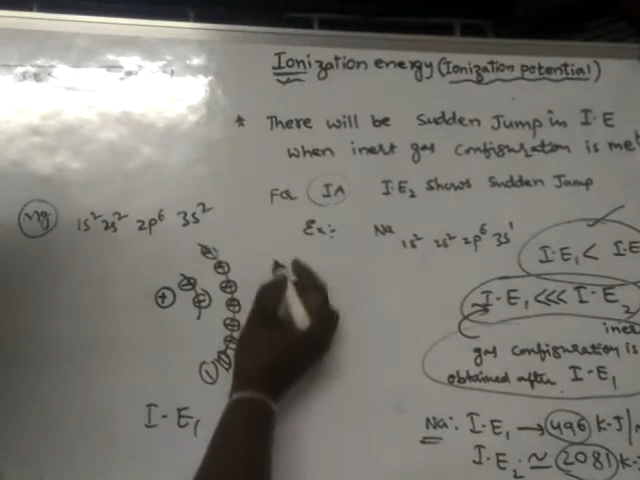 Ionization energy (Ionization potential)
* There will be Sudden Jump in I.E
when inert gas configuration is met
For IA I.E2 Shows Sudden Jump
Mg 1s² 2s² 2p⁶ 3s²
Ex:- Na 1s² 2s² 2p⁶ 3s¹
I.E₁ < I.E
I.E₁ <<< I.E₂
iner
gas configuration is
obtained after I-E₁
I-E₁
Na: I.E₁ → 496 KJ/
I.E₂ ≃ 2081 K